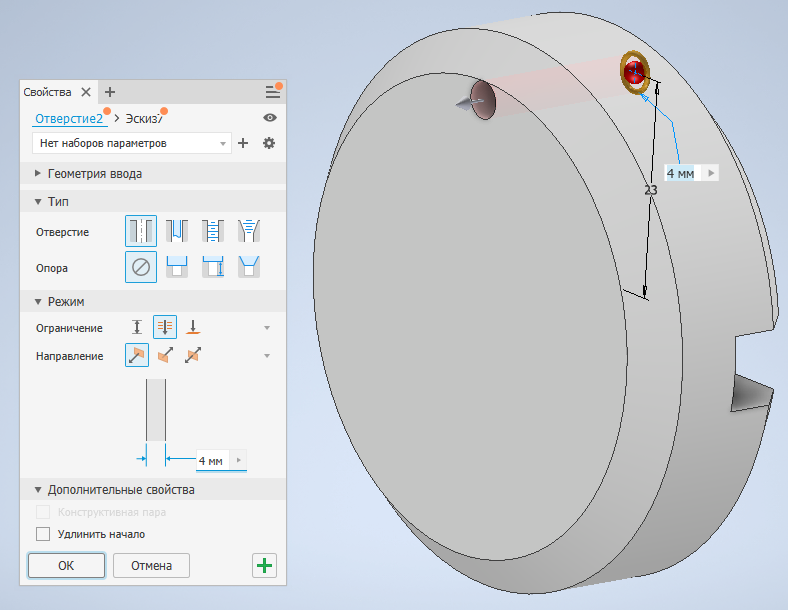 Свойства
Отверстие2 > Эскиз7
Нет наборов параметров
Геометрия ввода
Тип
Отверстие
Опора
Режим
Ограничение
Направление
4 мм
Дополнительные свойства
Конструктивная пара
Удлинить начало
ОК
Отмена
4 мм
23